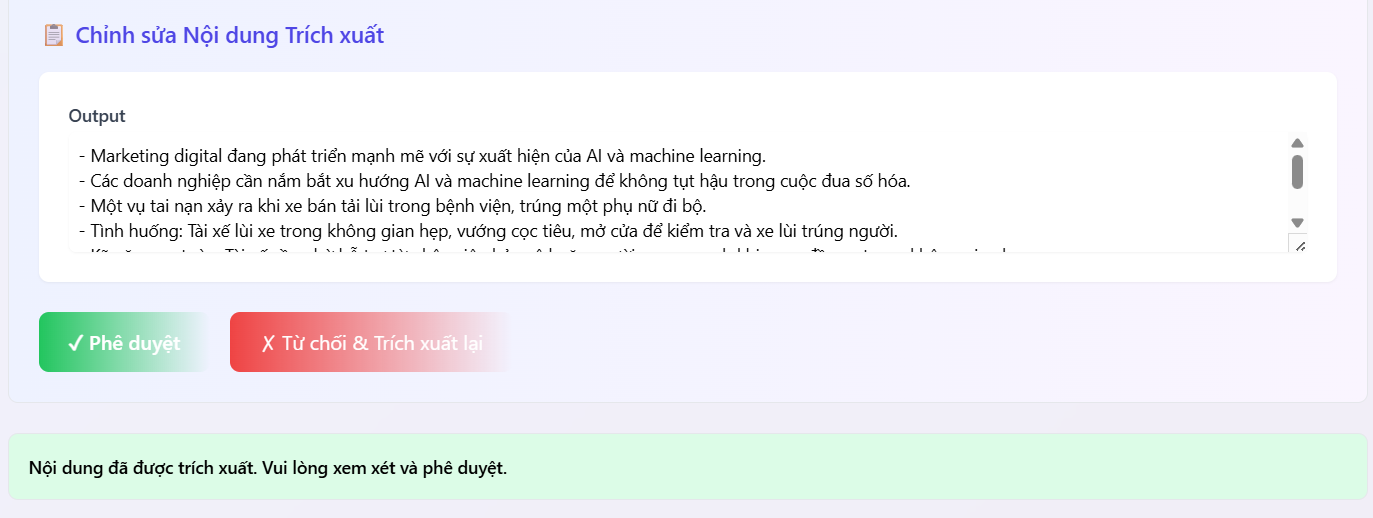 Chỉnh sửa Nội dung Trích xuất
Output
- Marketing digital đang phát triển mạnh mẽ với sự xuất hiện của AI và machine learning.
- Các doanh nghiệp cần nắm bắt xu hướng AI và machine learning để không tụt hậu trong cuộc đua số hóa.
- Một vụ tai nạn xảy ra khi xe bán tải lùi trong bệnh viện, trúng một phụ nữ đi bộ.
- Tình huống: Tài xế lùi xe trong không gian hẹp, vướng cọc tiêu, mở cửa để kiểm tra và xe lùi trúng người.
✓ Phê duyệt
✗ Từ chối & Trích xuất lại
Nội dung đã được trích xuất. Vui lòng xem xét và phê duyệt.